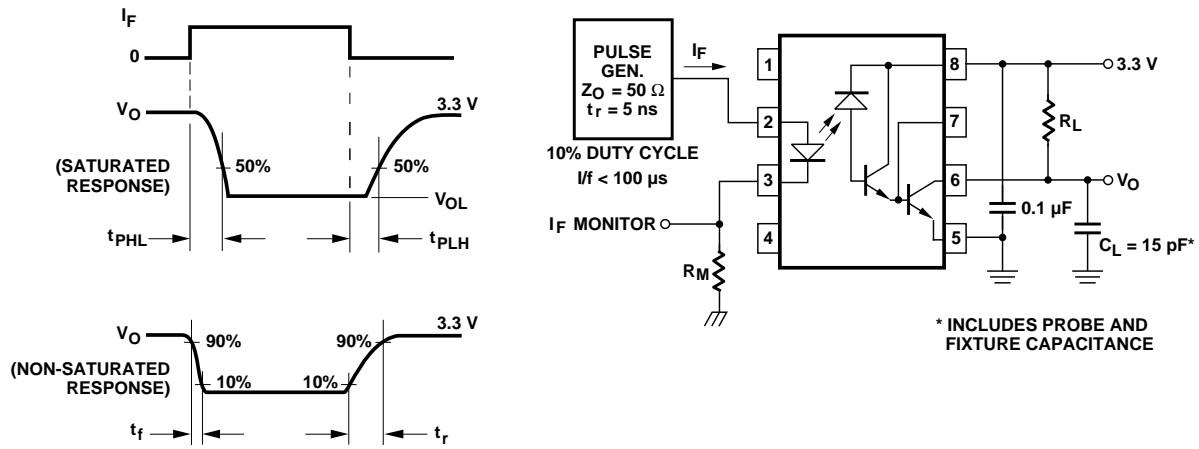 I_F
0
V_O
3.3 V
(SATURATED
RESPONSE)
50%
50%
V_OL
t_PHL
t_PLH
V_O
3.3 V
(NON-SATURATED
RESPONSE)
90%
90%
10%
10%
t_f
t_r
PULSE
GEN.
Z_O = 50 Ω
t_r = 5 ns
I_F
10% DUTY CYCLE
I/f < 100 µs
I_F MONITOR
R_M
1
2
3
4
8
7
6
5
3.3 V
R_L
V_O
0.1 µF
C_L = 15 pF*
* INCLUDES PROBE AND
FIXTURE CAPACITANCE